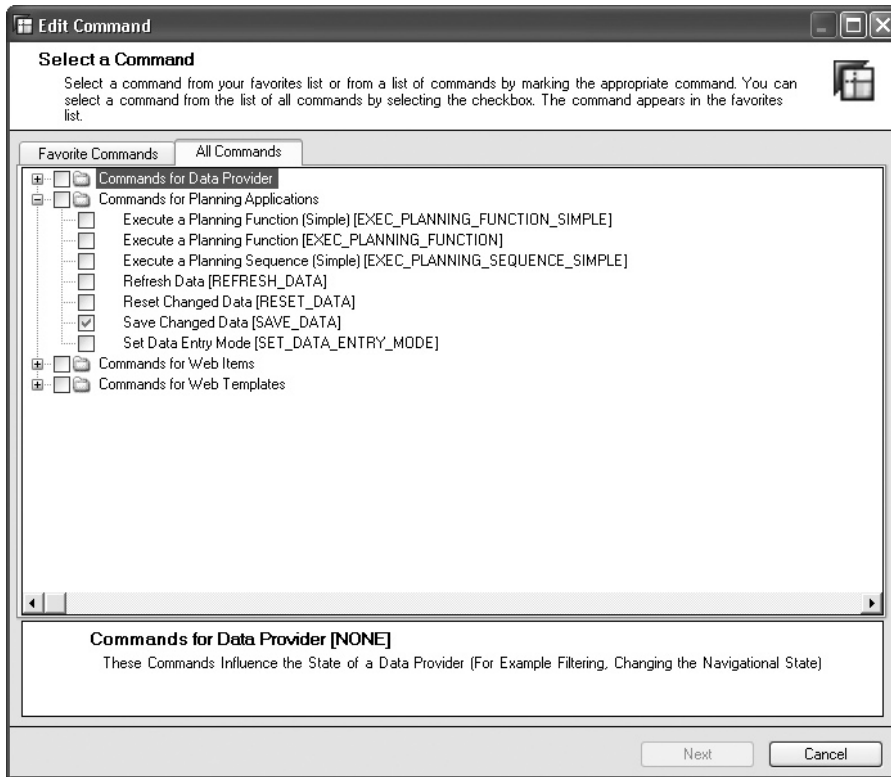 Edit Command
Select a Command
Select a command from your favorites list or from a list of commands by marking the appropriate command. You can
select a command from the list of all commands by selecting the checkbox. The command appears in the favorites
list.
Favorite Commands
All Commands
Commands for Data Provider
Commands for Planning Applications
Execute a Planning Function (Simple) [EXEC_PLANNING_FUNCTION_SIMPLE]
Execute a Planning Function [EXEC_PLANNING_FUNCTION]
Execute a Planning Sequence (Simple) [EXEC_PLANNING_SEQUENCE_SIMPLE]
Refresh Data [REFRESH_DATA]
Reset Changed Data [RESET_DATA]
Save Changed Data [SAVE_DATA]
Set Data Entry Mode [SET_DATA_ENTRY_MODE]
Commands for Web Items
Commands for Web Templates
Commands for Data Provider [NONE]
These Commands Influence the State of a Data Provider (For Example Filtering, Changing the Navigational State)
Next
Cancel